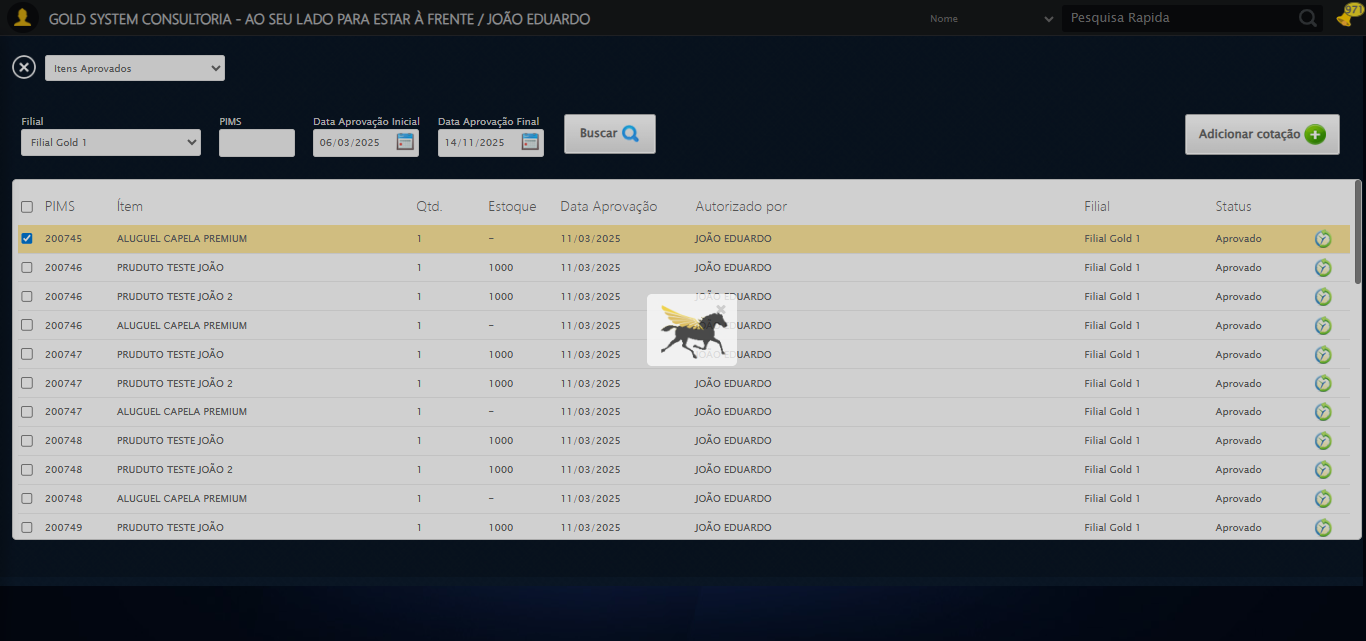 GOLD SYSTEM CONSULTORIA - AO SEU LADO PARA ESTAR À FRENTE / JOÃO EDUARDO Nome Pesquisa Rapida 971
Itens Aprovados
Filial PIMS Data Aprovação Inicial Data Aprovação Final
Filial Gold 1 06/03/2025 14/11/2025 Buscar Adicionar cotação
PIMS Ítem Qtd. Estoque Data Aprovação Autorizado por Filial Status
200745 ALUGUEL CAPELA PREMIUM 1 – 11/03/2025 JOÃO EDUARDO Filial Gold 1 Aprovado
200746 PRUDUTO TESTE JOÃO 1 1000 11/03/2025 JOÃO EDUARDO Filial Gold 1 Aprovado
200746 PRUDUTO TESTE JOÃO 2 1 1000 11/03/2025 JOÃO EDUARDO Filial Gold 1 Aprovado
200746 ALUGUEL CAPELA PREMIUM 1 – 11/03/2025 JOÃO EDUARDO Filial Gold 1 Aprovado
200747 PRUDUTO TESTE JOÃO 1 1000 11/03/2025 JOÃO EDUARDO Filial Gold 1 Aprovado
200747 PRUDUTO TESTE JOÃO 2 1 1000 11/03/2025 JOÃO EDUARDO Filial Gold 1 Aprovado
200747 ALUGUEL CAPELA PREMIUM 1 – 11/03/2025 JOÃO EDUARDO Filial Gold 1 Aprovado
200748 PRUDUTO TESTE JOÃO 1 1000 11/03/2025 JOÃO EDUARDO Filial Gold 1 Aprovado
200748 PRUDUTO TESTE JOÃO 2 1 1000 11/03/2025 JOÃO EDUARDO Filial Gold 1 Aprovado
200748 ALUGUEL CAPELA PREMIUM 1 – 11/03/2025 JOÃO EDUARDO Filial Gold 1 Aprovado
200749 PRUDUTO TESTE JOÃO 1 1000 11/03/2025 JOÃO EDUARDO Filial Gold 1 Aprovado